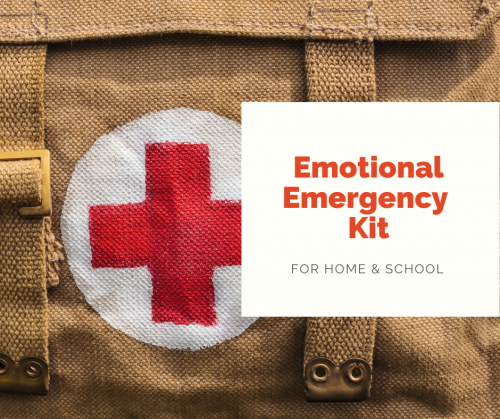 Emotional
Emergency
Kit
FOR HOME & SCHOOL